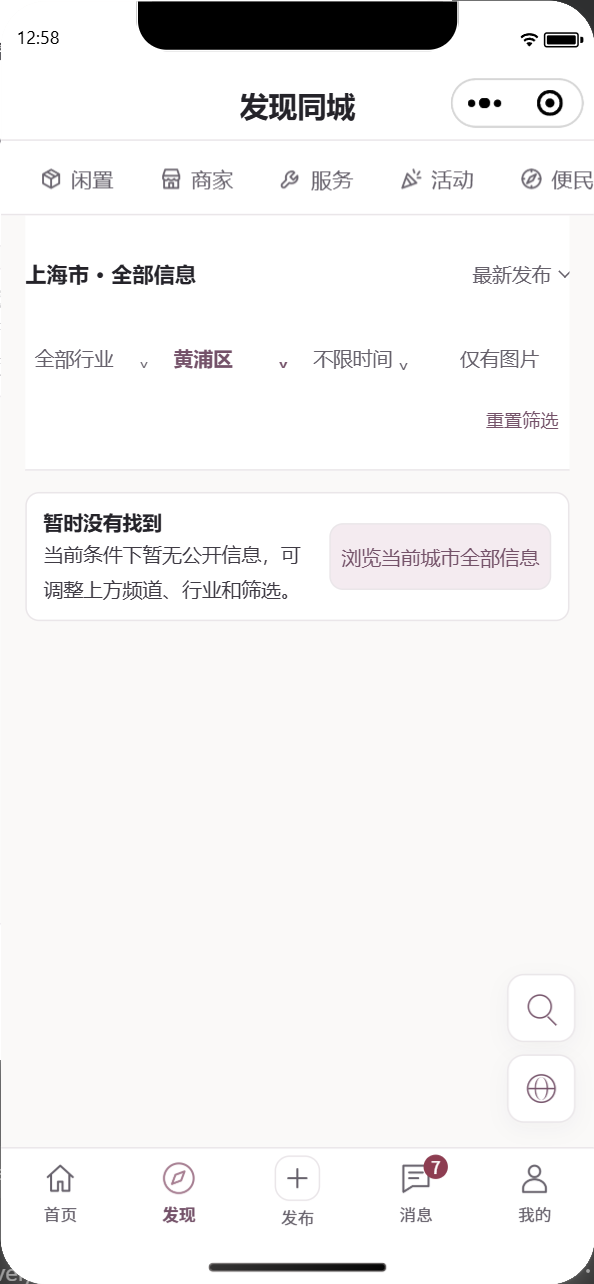 12:58
发现同城
闲置 商家 服务 活动 便民
上海市·全部信息 最新发布
全部行业 黄浦区 不限时间 仅有图片
重置筛选
暂时没有找到
当前条件下暂无公开信息，可
调整上方频道、行业和筛选。
浏览当前城市全部信息
7
首页 发现 发布 消息 我的